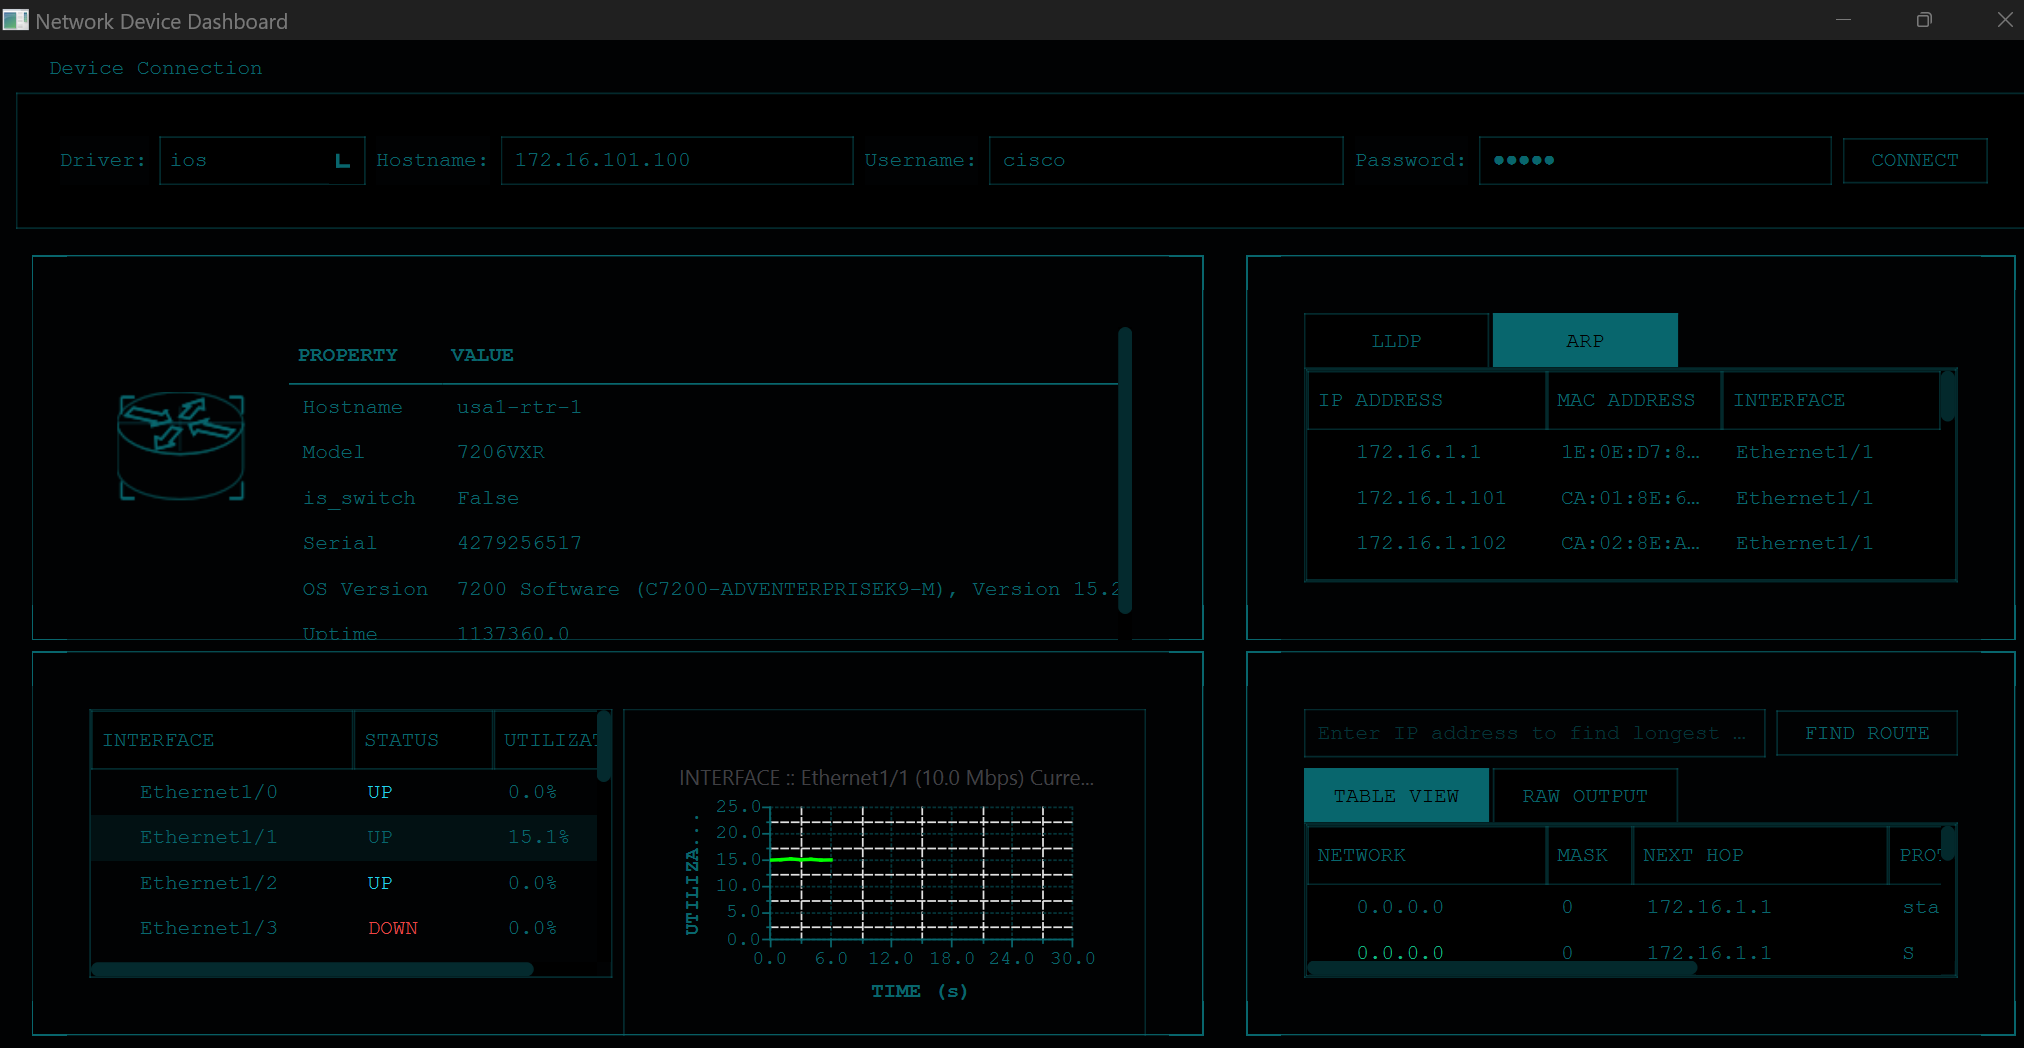 Network Device Dashboard
Device Connection
Driver: ios Hostname: 172.16.101.100 Username: cisco Password: ●●●●● CONNECT
PROPERTY VALUE
Hostname usa1-rtr-1
Model 7206VXR
is_switch False
Serial 4279256517
OS Version 7200 Software (C7200-ADVENTERPRISEK9-M), Version 15.2
Uptime 1137360.0
LLDP ARP
IP ADDRESS MAC ADDRESS INTERFACE
172.16.1.1 1E:0E:D7:8… Ethernet1/1
172.16.1.101 CA:01:8E:6… Ethernet1/1
172.16.1.102 CA:02:8E:A… Ethernet1/1
INTERFACE STATUS UTILIZAT
Ethernet1/0 UP 0.0%
Ethernet1/1 UP 15.1%
Ethernet1/2 UP 0.0%
Ethernet1/3 DOWN 0.0%
INTERFACE :: Ethernet1/1 (10.0 Mbps) Curre...
UTILIZA...
25.0
20.0
15.0
10.0
5.0
0.0
0.0 6.0 12.0 18.0 24.0 30.0
TIME (s)
Enter IP address to find longest … FIND ROUTE
TABLE VIEW RAW OUTPUT
NETWORK MASK NEXT HOP PROT
0.0.0.0 0 172.16.1.1 sta
0.0.0.0 0 172.16.1.1 S